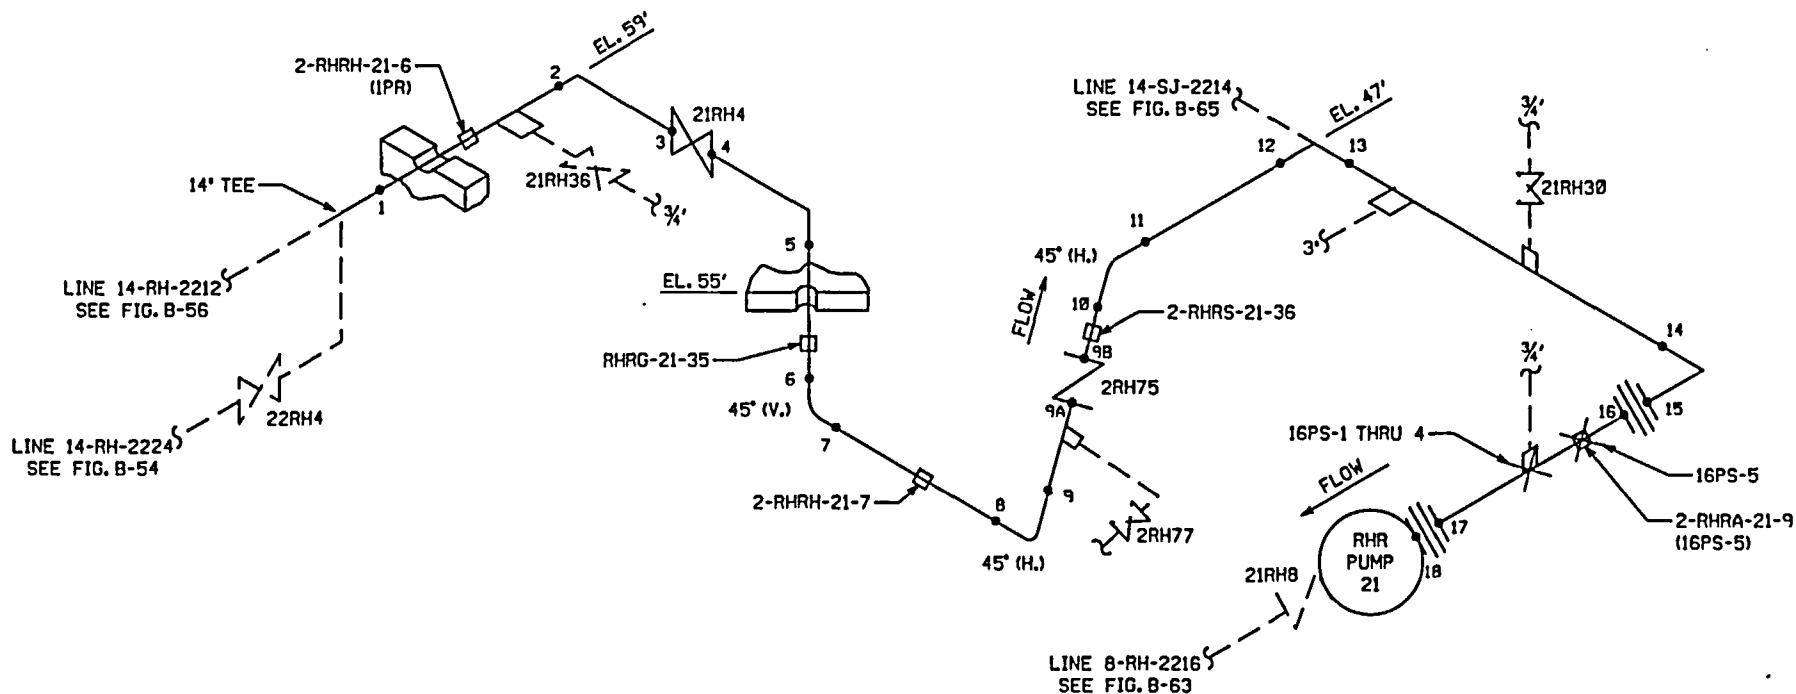 EL. 59'
2-RHRH-21-6
(1PR)
2
21RH4
3
4
14" TEE
1
21RH36
3/4"
LINE 14-RH-2212
SEE FIG. B-56
22RH4
LINE 14-RH-2224
SEE FIG. B-54
5
EL. 55'
RHRG-21-35
6
45° (V.)
7
2-RHRH-21-7
8
45° (H.)
9
2RH77
9A
2RH75
9B
2-RHRS-21-36
10
FLOW
45° (H.)
11
12
LINE 14-SJ-2214
SEE FIG. B-65
EL. 47'
13
3"
3/4"
21RH30
14
3/4"
15
16
16PS-1 THRU 4
16PS-5
2-RHRA-21-9
(16PS-5)
FLOW
17
18
RHR
PUMP
21
21RH8
LINE 8-RH-2216
SEE FIG. B-63